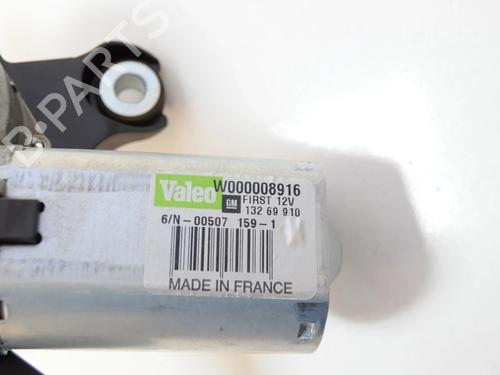 B-PARTS
Valeo W000008916
FIRST 12V
GM 132 69 910
6/N-00507 159-1
MADE IN FRANCE